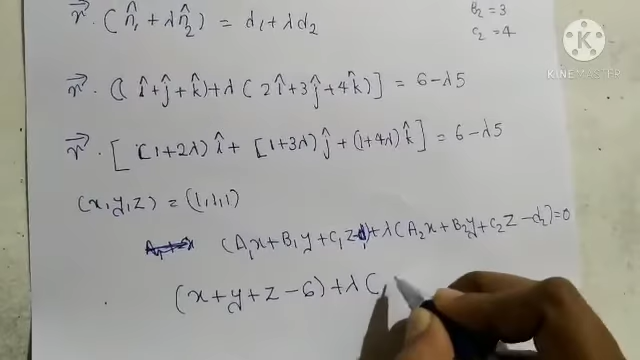 r⃗. (n̂₁ + λn̂₂) = d₁ + λd₂
B₂ = 3
C₂ = 4
KINEMASTER
r⃗. [( î+ĵ+k̂)+λ (2î+3ĵ+4k̂)] = 6-λ5
r⃗. [(1+2λ)î + [1+3λ)ĵ + (1+4λ)k̂] = 6-λ5
(x,y,z) = (1,1,1)
(A₁x+B₁y+C₁z-d₁)+λ(A₂x+B₂y+C₂z-d₂)=0
(x+y+z-6)+λ(